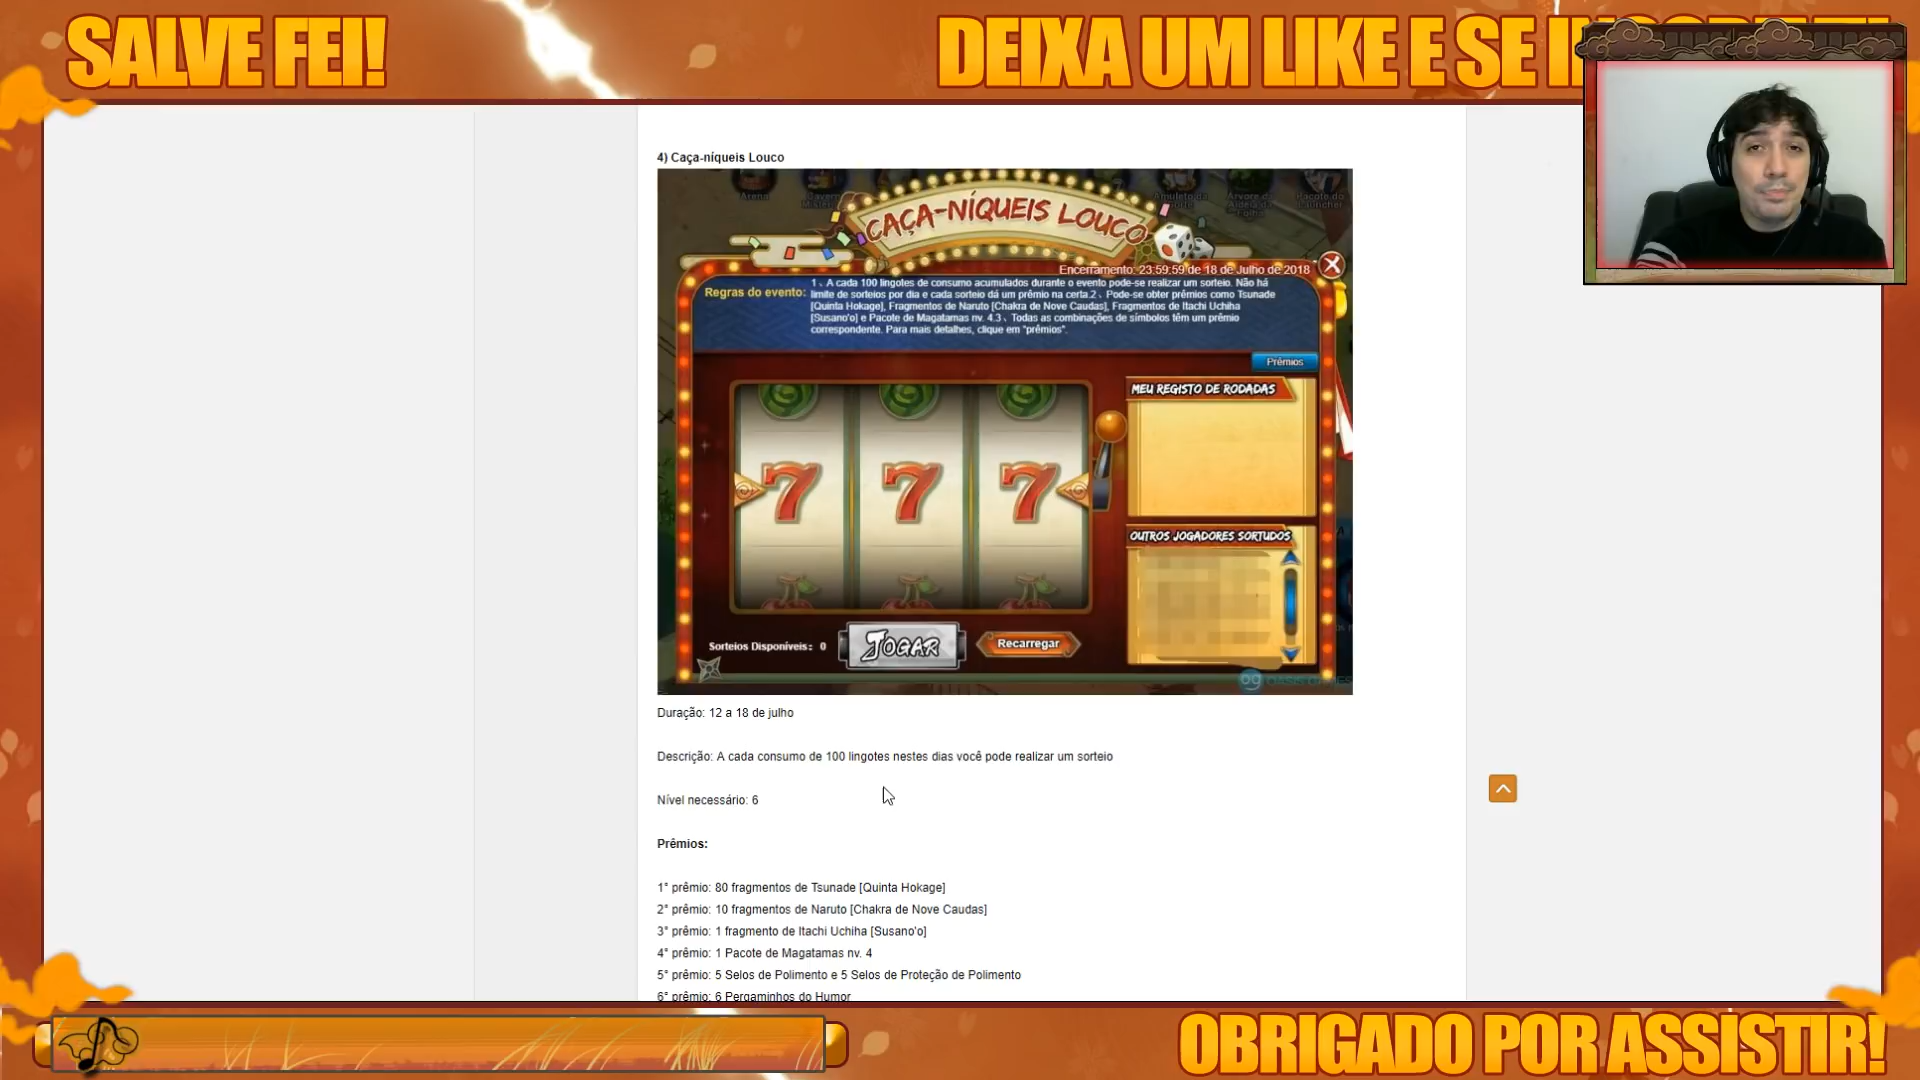 SALVE FEI!
DEIXA UM LIKE E SE
4) Caça-níqueis Louco
CAÇA-NÍQUEIS LOUCO
Encerramento: 23:59:59 de 18 de Julho de 2018
Regras do evento:
1、A cada 100 lingotes de consumo acumulados durante o evento pode-se realizar um sorteio. Não há
limite de sorteios por dia e cada sorteio dá um prêmio na certa.2、Pode-se obter prêmios como Tsunade
[Quinta Hokage], Fragmentos de Naruto [Chakra de Nove Caudas], Fragmentos de Itachi Uchiha
[Susano'o] e Pacote de Magatamas nv. 4.3、Todas as combinações de símbolos têm um prêmio
correspondente. Para mais detalhes, clique em "prêmios".
Prêmios
MEU REGISTO DE RODADAS
7 7 7
OUTROS JOGADORES SORTUDOS
Sorteios Disponíveis: 0
JOGAR
Recarregar
OASIS GAMES
Duração: 12 a 18 de julho
Descrição: A cada consumo de 100 lingotes nestes dias você pode realizar um sorteio
Nível necessário: 6
Prêmios:
1° prêmio: 80 fragmentos de Tsunade [Quinta Hokage]
2° prêmio: 10 fragmentos de Naruto [Chakra de Nove Caudas]
3° prêmio: 1 fragmento de Itachi Uchiha [Susano'o]
4° prêmio: 1 Pacote de Magatamas nv. 4
5° prêmio: 5 Selos de Polimento e 5 Selos de Proteção de Polimento
6° prêmio: 6 Pergaminhos do Humor
OBRIGADO POR ASSISTIR!